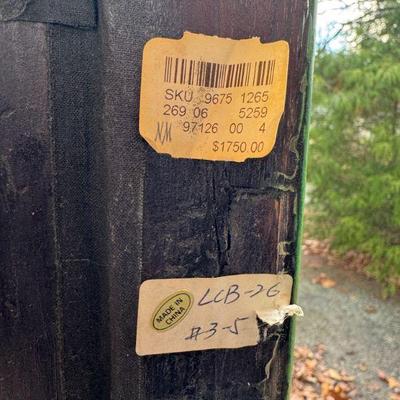 SKU 9675 1265
269 06 5259
NM 97126 00 4
$1750.00
MADE IN
CHINA
LCB-26
#3-5